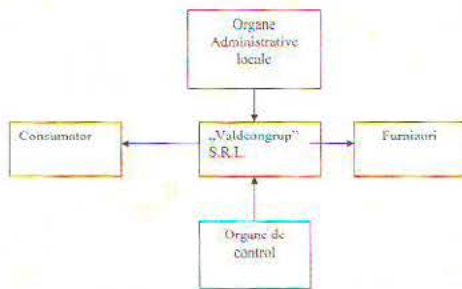 Organe
Administrative
locale
Consumator
„Valdcongrup”
S.R.L.
Furnizori
Organe de
control